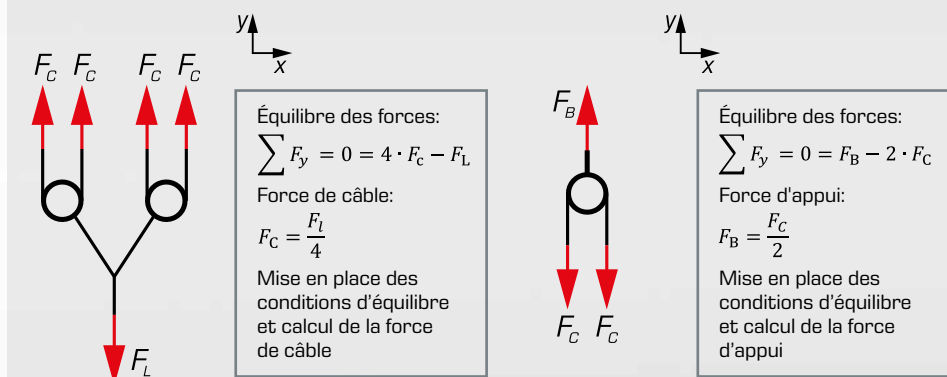 y
x
F_C F_C F_C F_C
F_L
Équilibre des forces:
∑ F_y = 0 = 4 · F_c − F_L
Force de câble:
F_C = F_l / 4
Mise en place des
conditions d'équilibre
et calcul de la force
de câble
y
x
F_B
F_C F_C
Équilibre des forces:
∑ F_y = 0 = F_B − 2 · F_C
Force d'appui:
F_B = F_C / 2
Mise en place des
conditions d'équilibre
et calcul de la force
d'appui